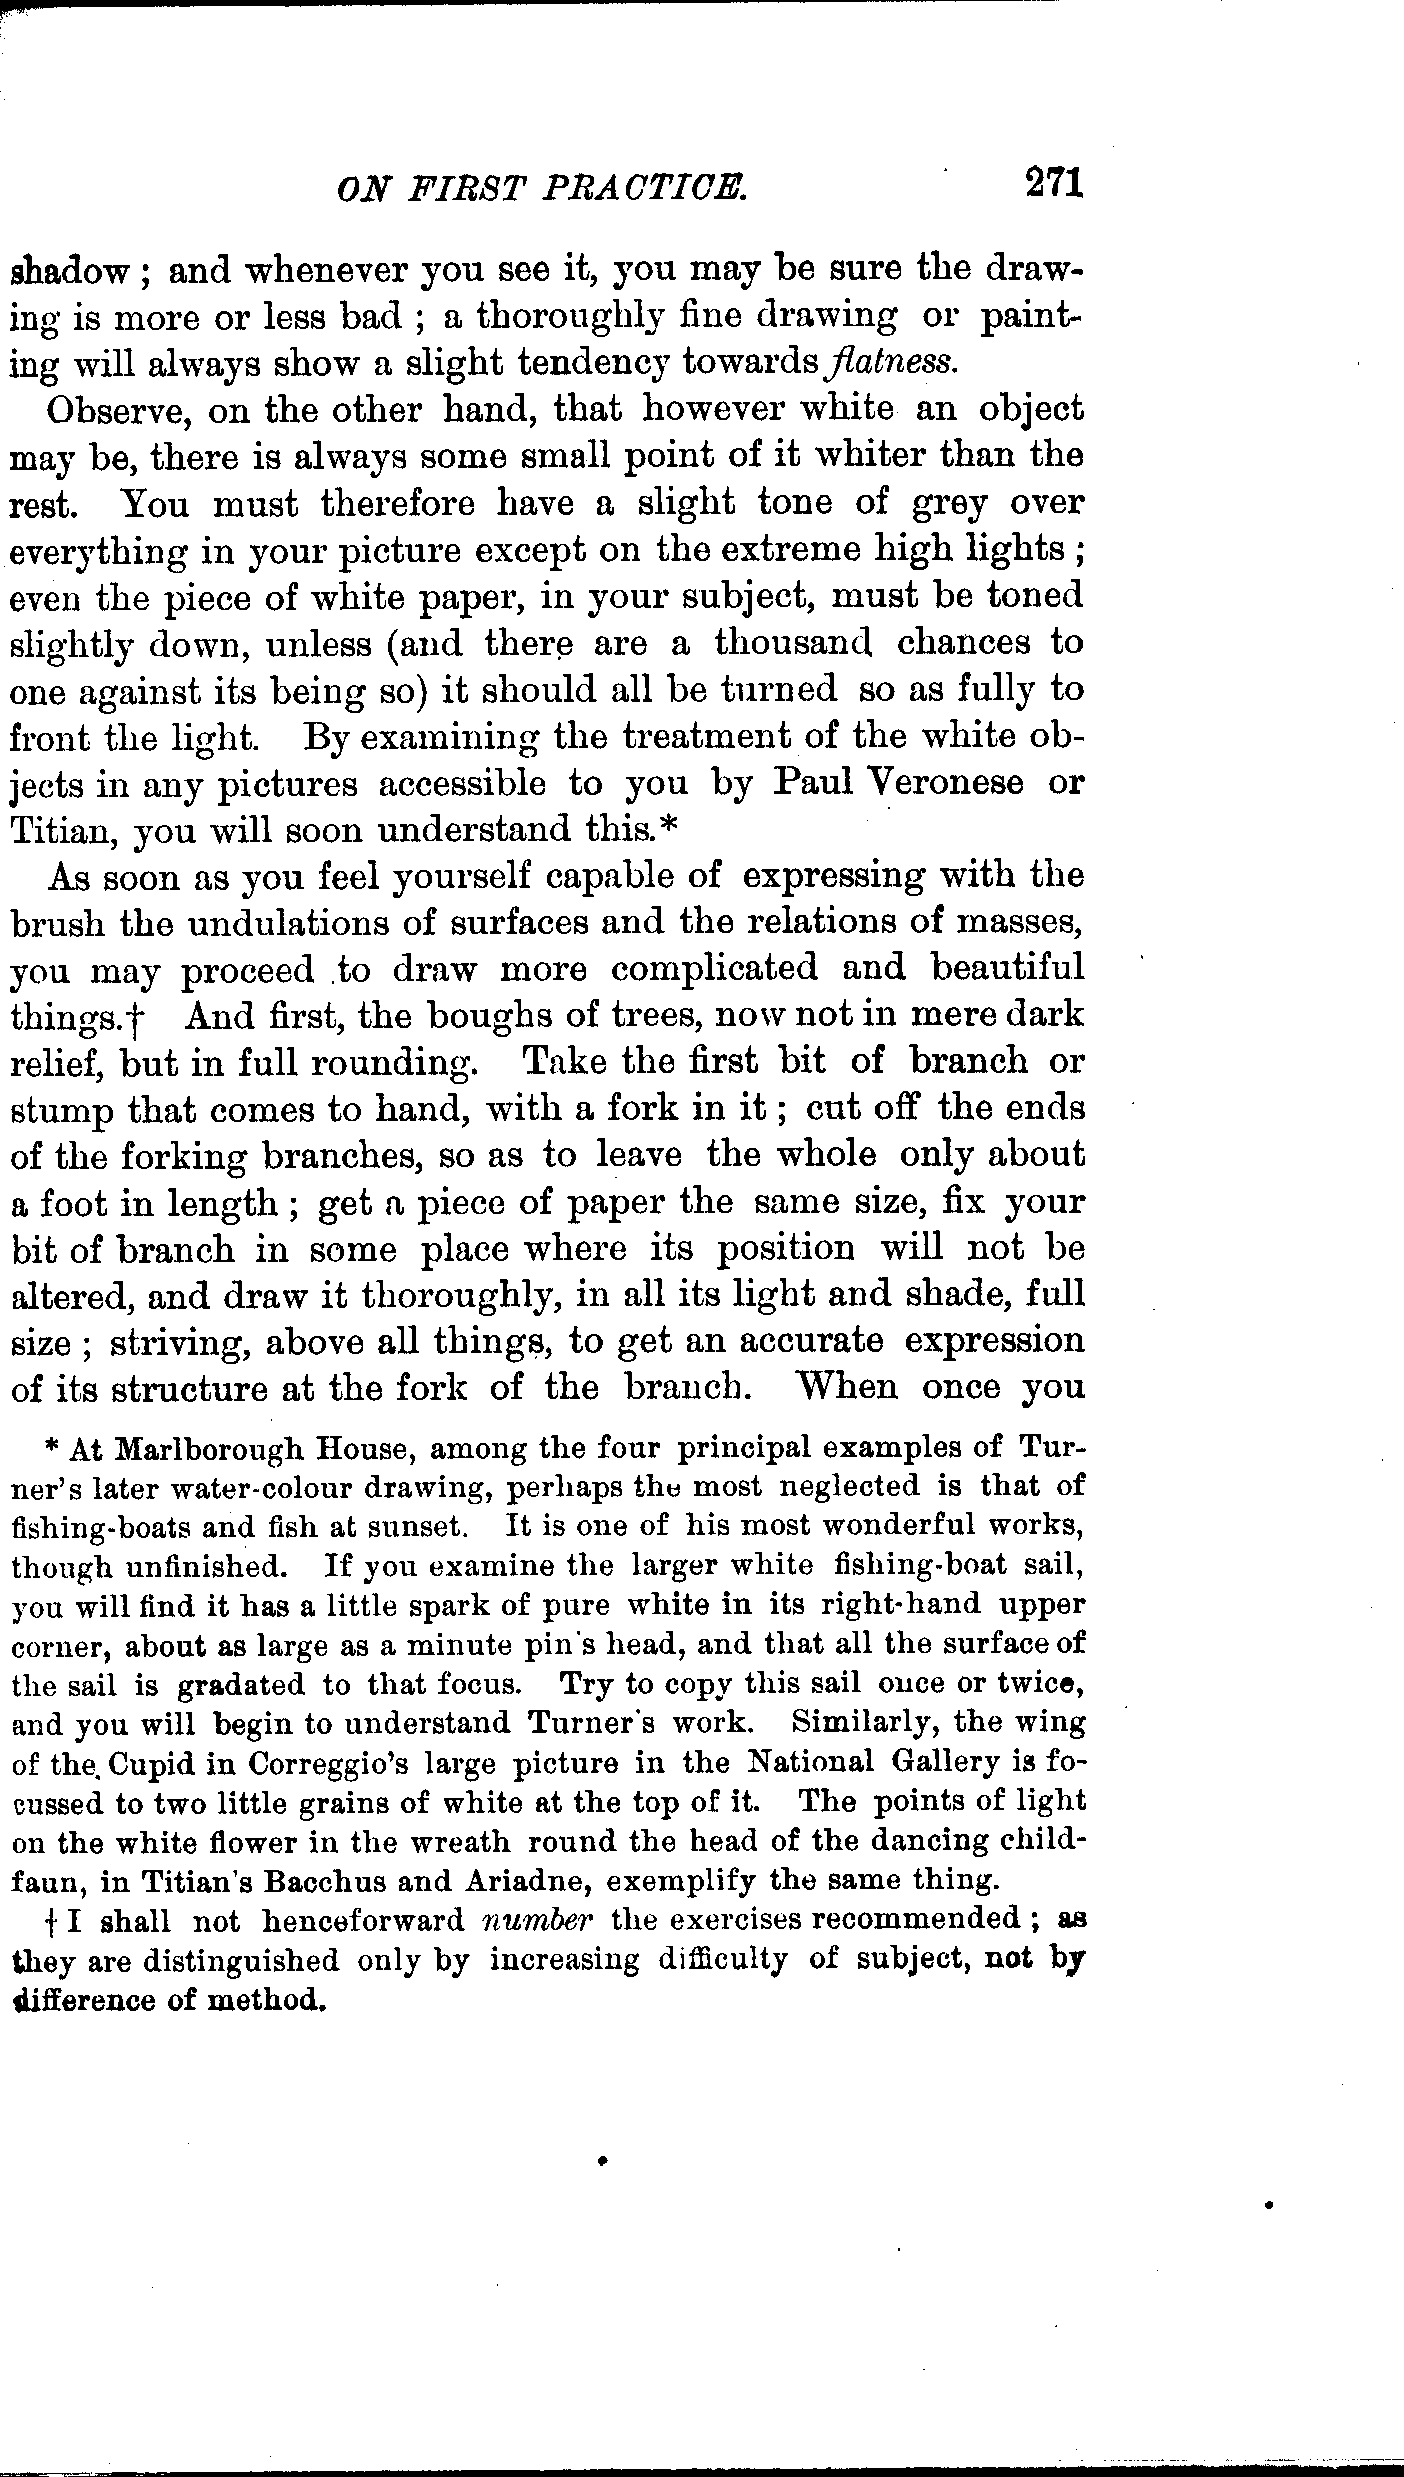 ON FIRST PRACTICE. 271
shadow ; and whenever you see it, you may be sure the draw-
ing is more or less bad ; a thoroughly fine drawing or paint-
ing will always show a slight tendency towards flatness.
Observe, on the other hand, that however white an object
may be, there is always some small point of it whiter than the
rest. You must therefore have a slight tone of grey over
everything in your picture except on the extreme high lights ;
even the piece of white paper, in your subject, must be toned
slightly down, unless (and there are a thousand chances to
one against its being so) it should all be turned so as fully to
front the light. By examining the treatment of the white ob-
jects in any pictures accessible to you by Paul Veronese or
Titian, you will soon understand this.*
As soon as you feel yourself capable of expressing with the
brush the undulations of surfaces and the relations of masses,
you may proceed to draw more complicated and beautiful
things.† And first, the boughs of trees, now not in mere dark
relief, but in full rounding. Take the first bit of branch or
stump that comes to hand, with a fork in it ; cut off the ends
of the forking branches, so as to leave the whole only about
a foot in length ; get a piece of paper the same size, fix your
bit of branch in some place where its position will not be
altered, and draw it thoroughly, in all its light and shade, full
size ; striving, above all things, to get an accurate expression
of its structure at the fork of the branch. When once you
* At Marlborough House, among the four principal examples of Tur-
ner's later water-colour drawing, perhaps the most neglected is that of
fishing-boats and fish at sunset. It is one of his most wonderful works,
though unfinished. If you examine the larger white fishing-boat sail,
you will find it has a little spark of pure white in its right-hand upper
corner, about as large as a minute pin's head, and that all the surface of
the sail is gradated to that focus. Try to copy this sail once or twice,
and you will begin to understand Turner's work. Similarly, the wing
of the Cupid in Correggio's large picture in the National Gallery is fo-
cussed to two little grains of white at the top of it. The points of light
on the white flower in the wreath round the head of the dancing child-
faun, in Titian's Bacchus and Ariadne, exemplify the same thing.
† I shall not henceforward number the exercises recommended ; as
they are distinguished only by increasing difficulty of subject, not by
difference of method.